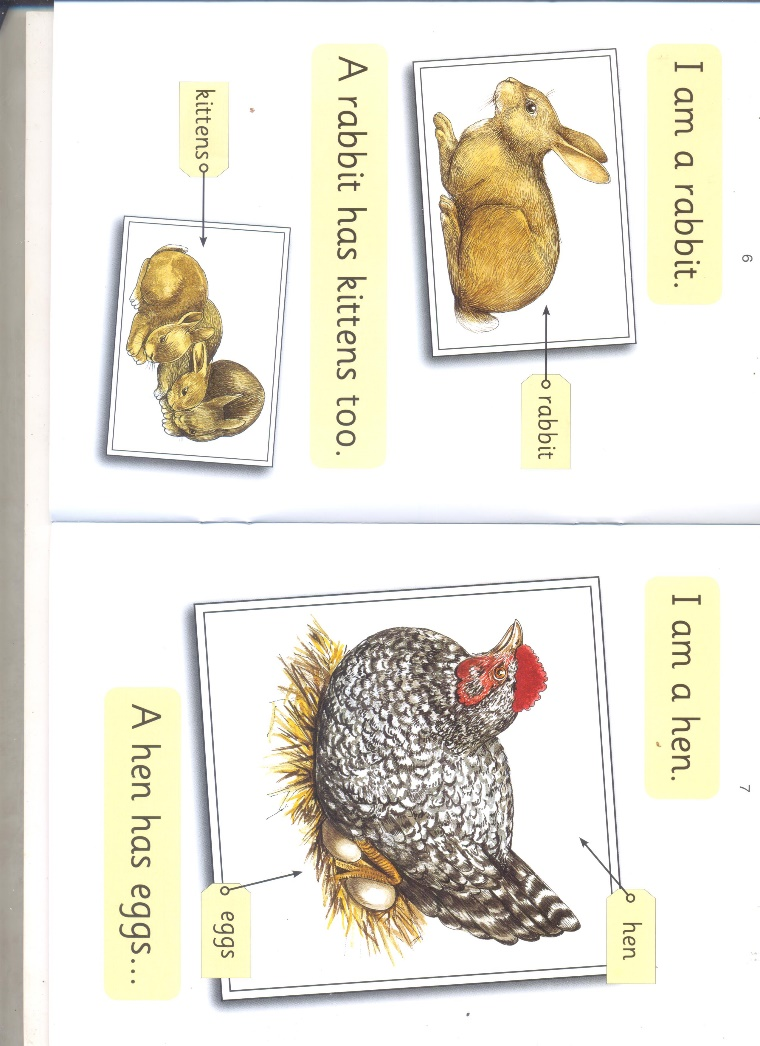 6
I am a rabbit.
rabbit
A rabbit has kittens too.
kittens
7
I am a hen.
hen
eggs
A hen has eggs...